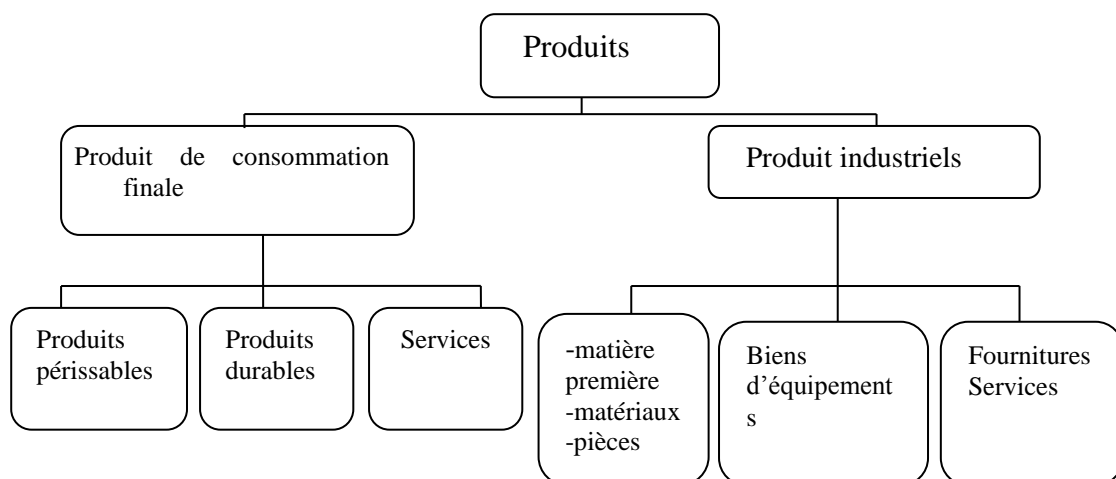 Produits
Produit de consommation
finale
Produit industriels
Produits
périssables
Produits
durables
Services
-matière
première
-matériaux
-pièces
Biens
d’équipement
s
Fournitures
Services